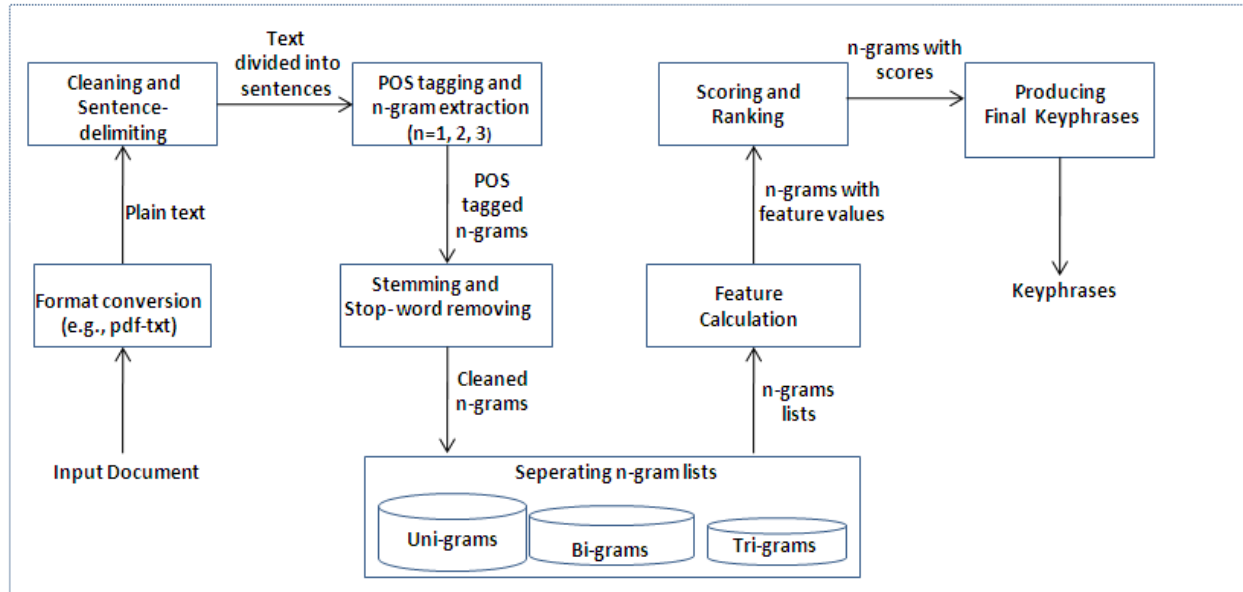 Input Document
Format conversion
(e.g., pdf-txt)
Plain text
Cleaning and
Sentence-
delimiting
Text
divided into
sentences
POS tagging and
n-gram extraction
(n=1, 2, 3)
POS
tagged
n-grams
Stemming and
Stop- word removing
Cleaned
n-grams
Seperating n-gram lists
Uni-grams
Bi-grams
Tri-grams
n-grams
lists
Feature
Calculation
n-grams with
feature values
Scoring and
Ranking
n-grams with
scores
Producing
Final Keyphrases
Keyphrases